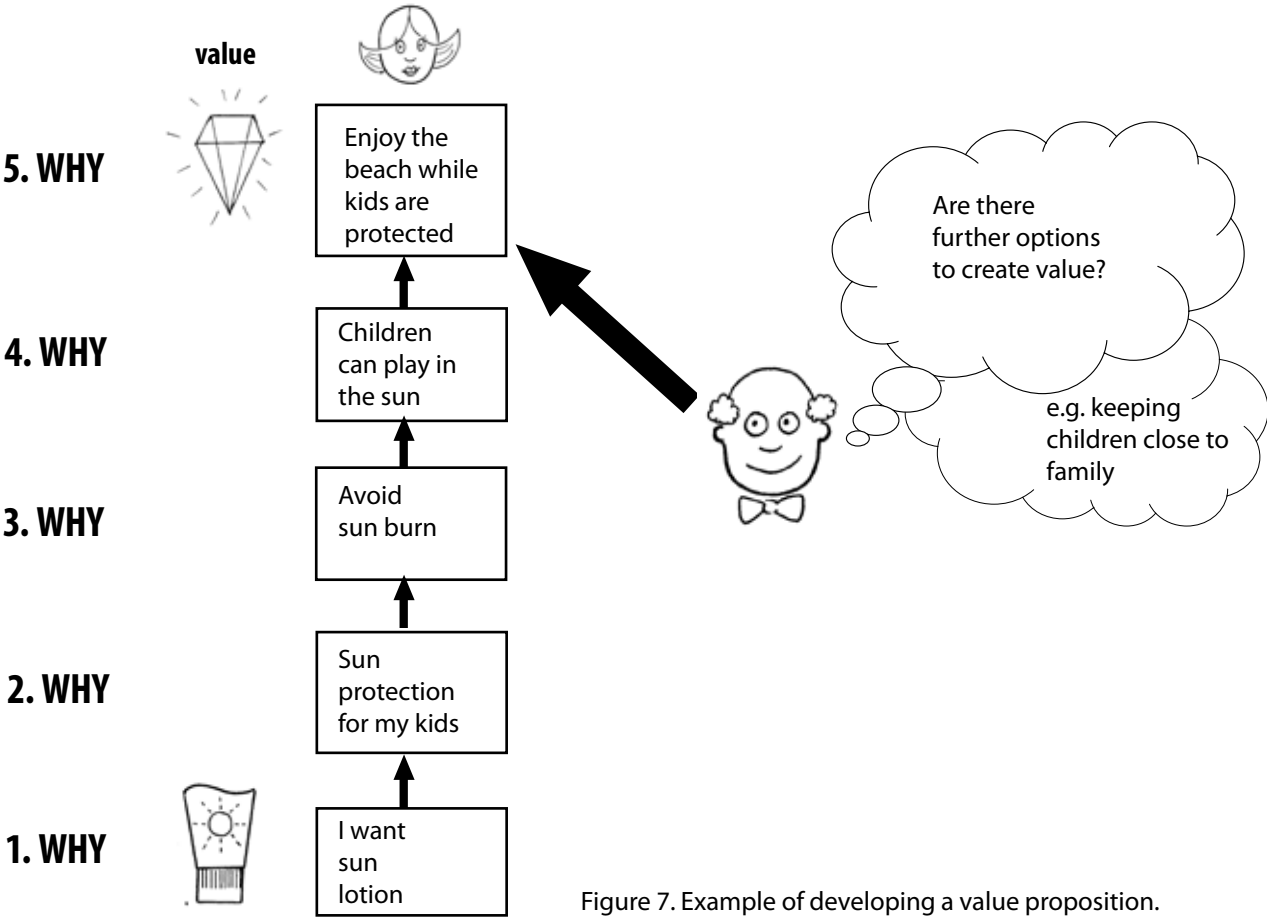 value
5. WHY
Enjoy the
beach while
kids are
protected
Are there
further options
to create value?
4. WHY
Children
can play in
the sun
e.g. keeping
children close to
family
3. WHY
Avoid
sun burn
2. WHY
Sun
protection
for my kids
1. WHY
I want
sun
lotion
Figure 7. Example of developing a value proposition.